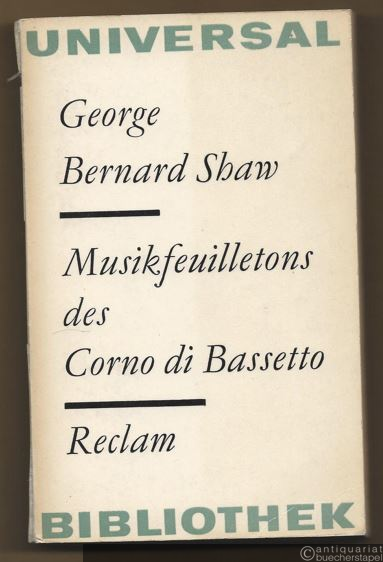 UNIVERSAL
George
Bernard Shaw
Musikfeuilletons
des
Corno di Bassetto
Reclam
BIBLIOTHEK
©antiquariat
buecherstapel